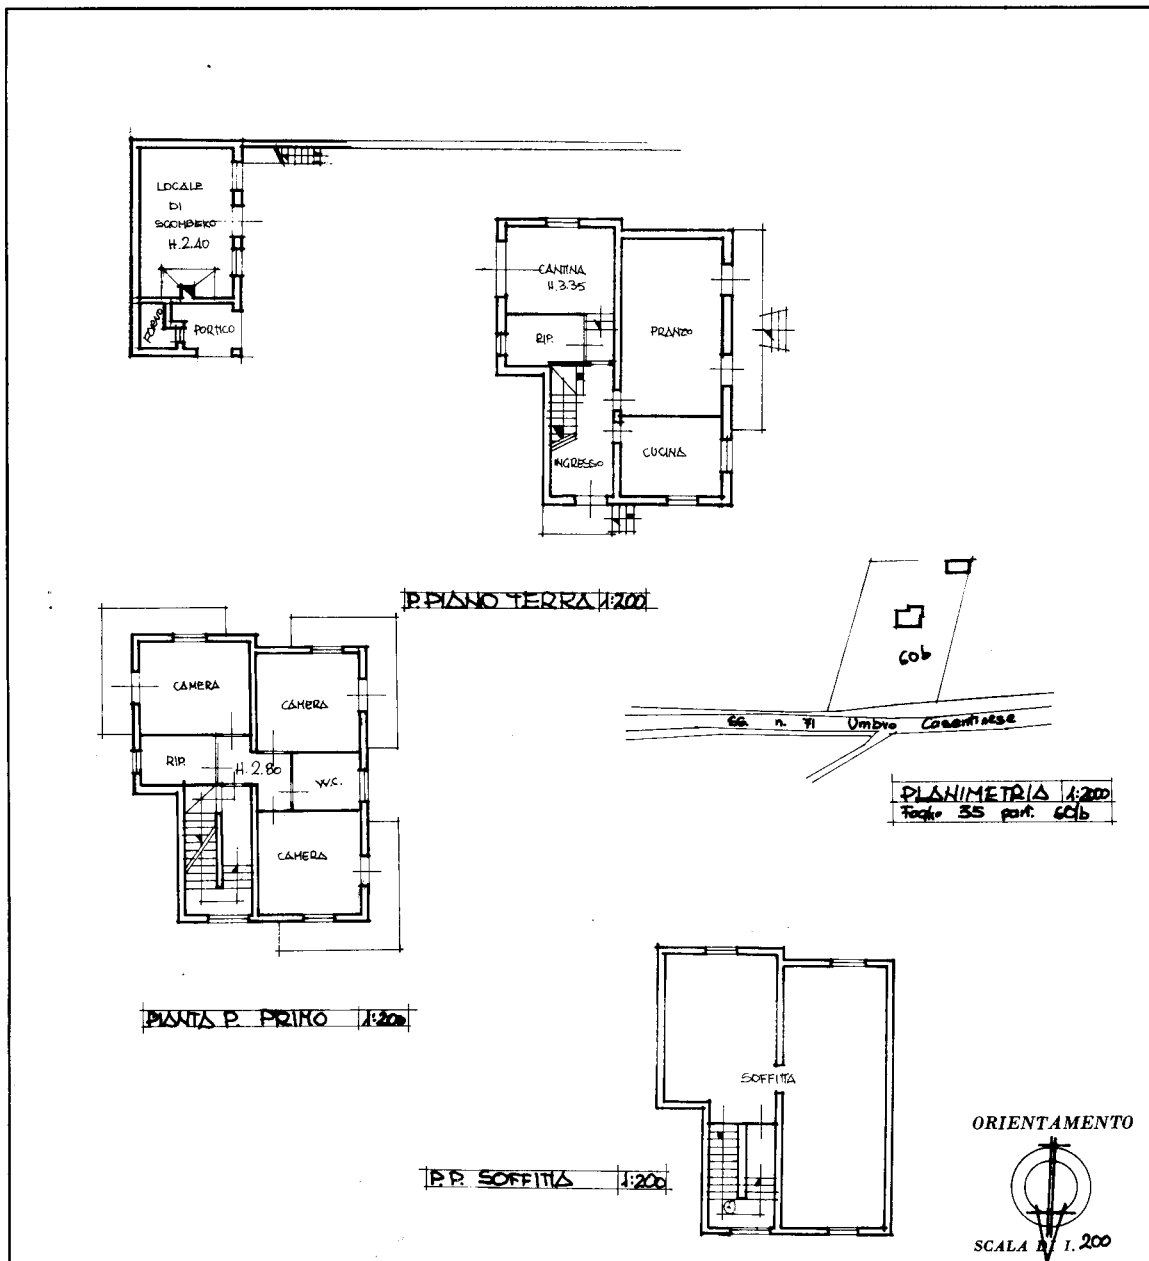 LOCALE
DI
SGOMBERO
H. 2.40
FORNO
PORTICO
CANTINA
H. 3.35
RIP.
PRANZO
INGRESSO
CUCINA
P. PIANO TERRA 1:200
CAMERA
CAMERA
RIP.
H. 2.80
W.C.
CAMERA
PIANTA P. PRIMO 1:200
60b
SS. n. 71 Umbro Casentinese
PLANIMETRIA 1:2000
Foglio 35 part. 60/b
SOFFITTA
P.P. SOFFITTA 1:200
ORIENTAMENTO
SCALA DI 1. 200